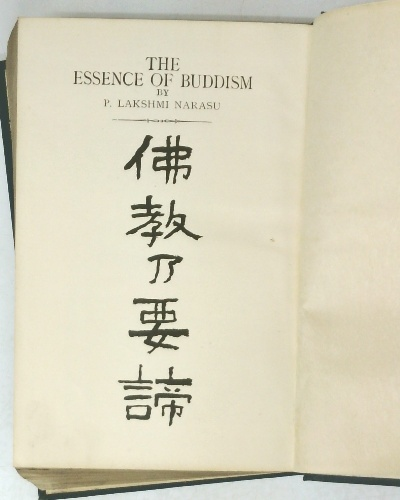 THE
ESSENCE OF BUDDISM
BY
P. LAKSHMI NARASU
佛教乃要諦